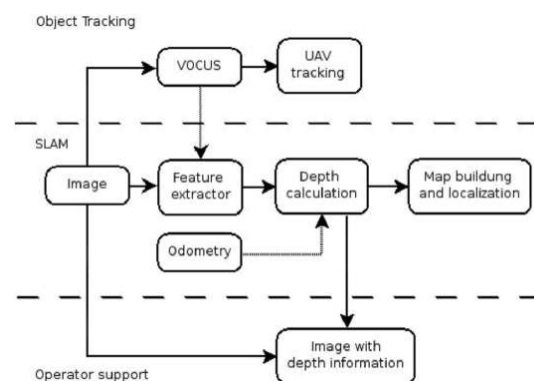 Object Tracking
VOCUS
UAV
tracking
SLAM
Image
Feature
extractor
Depth
calculation
Map buildung
and localization
Odometry
Image with
depth information
Operator support